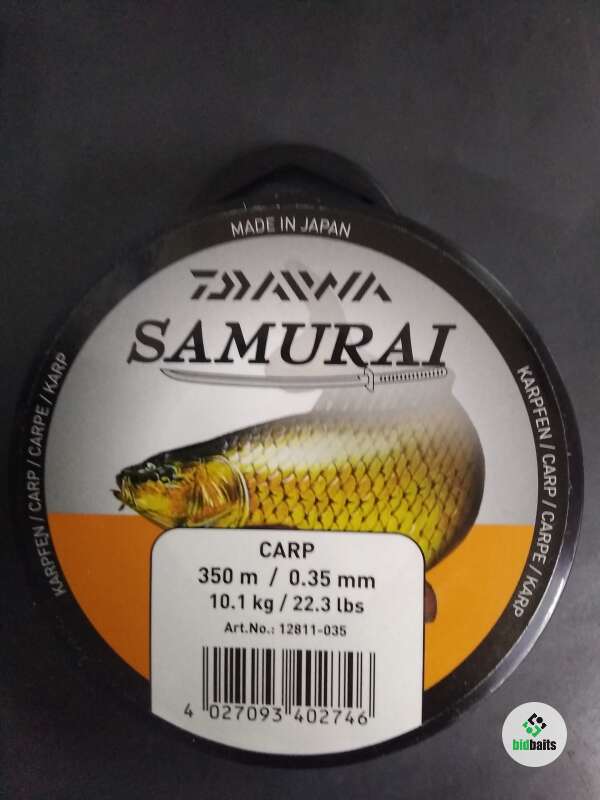 MADE IN JAPAN
DAIWA
SAMURAI
KARPFEN / CARP / CARPE / KARP
KARPFEN / CARP / CARPE / KARP
CARP
350 m / 0.35 mm
10.1 kg / 22.3 lbs
Art.No.: 12811-035
4 027093 402746
bidbaits